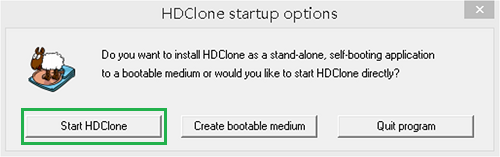 HDClone startup options
Do you want to install HDClone as a stand-alone, self-booting application
to a bootable medium or would you like to start HDClone directly?
Start HDClone
Create bootable medium
Quit program